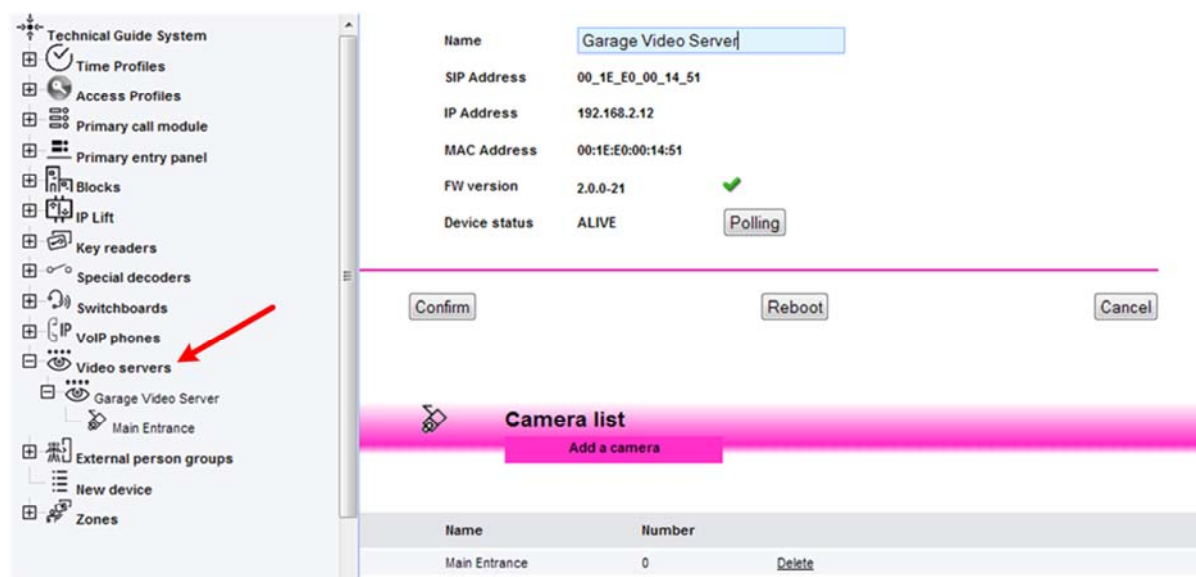 Technical Guide System
Time Profiles
Access Profiles
Primary call module
Primary entry panel
Blocks
IP Lift
Key readers
Special decoders
Switchboards
IP VoIP phones
Video servers
Garage Video Server
Main Entrance
External person groups
New device
Zones
Name Garage Video Server
SIP Address 00_1E_E0_00_14_51
IP Address 192.168.2.12
MAC Address 00:1E:E0:00:14:51
FW version 2.0.0-21
Device status ALIVE Polling
Confirm Reboot Cancel
Camera list
Add a camera
Name Number
Main Entrance 0 Delete